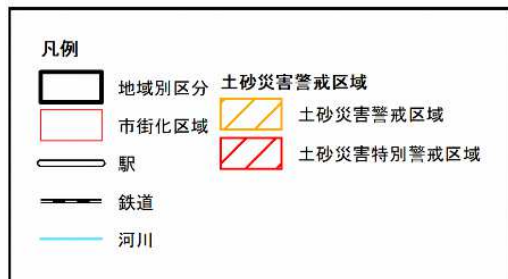 凡例
地域別区分
市街化区域
駅
鉄道
河川
土砂災害警戒区域
土砂災害警戒区域
土砂災害特別警戒区域